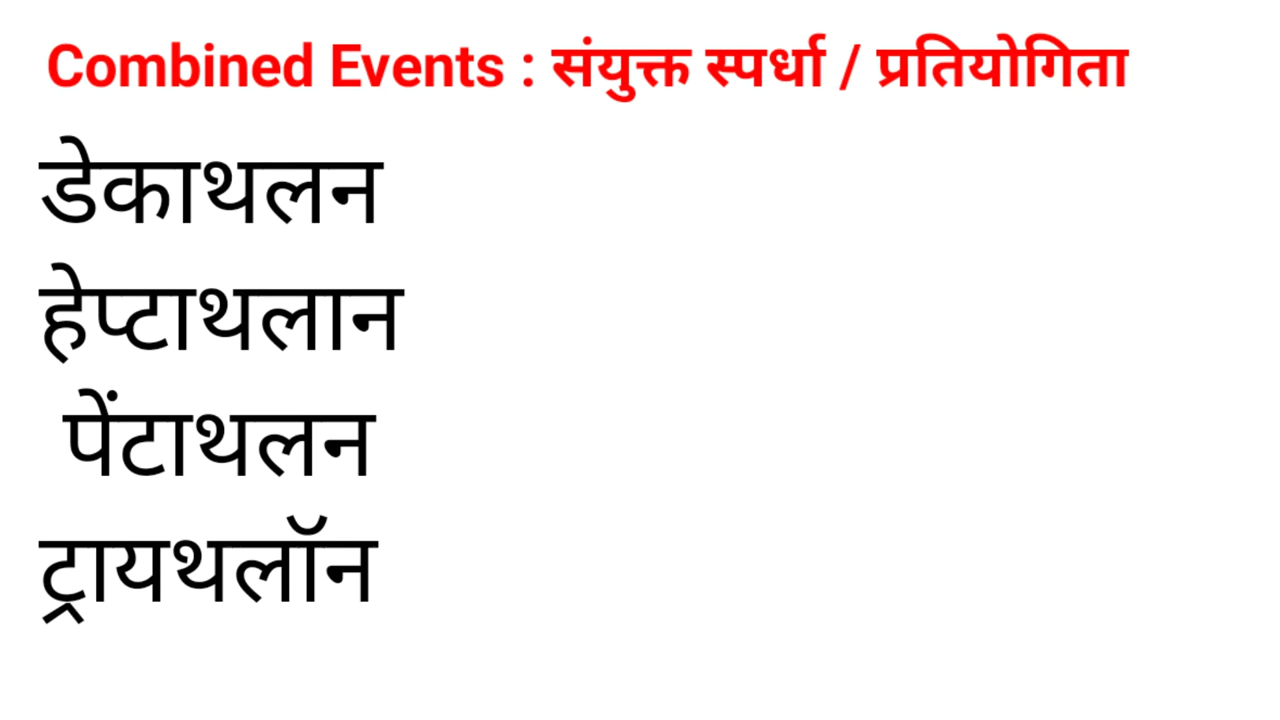 Combined Events : संयुक्त स्पर्धा / प्रतियोगिता
डेकाथलन
हेप्टाथलान
पेंटाथलन
ट्रायथलॉन